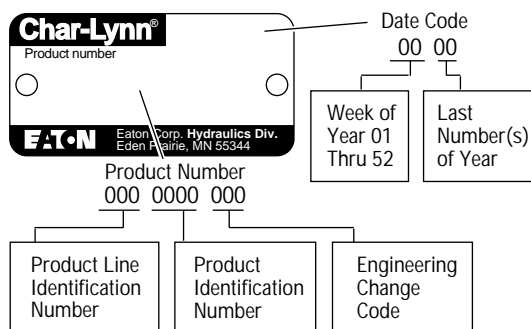 Char-Lynn®
Product number
EATON Eaton Corp. Hydraulics Div.
Eden Prairie, MN 55344
Date Code
00 00
Week of
Year 01
Thru 52
Last
Number(s)
of Year
Product Number
000 0000 000
Product Line
Identification
Number
Product
Identification
Number
Engineering
Change
Code